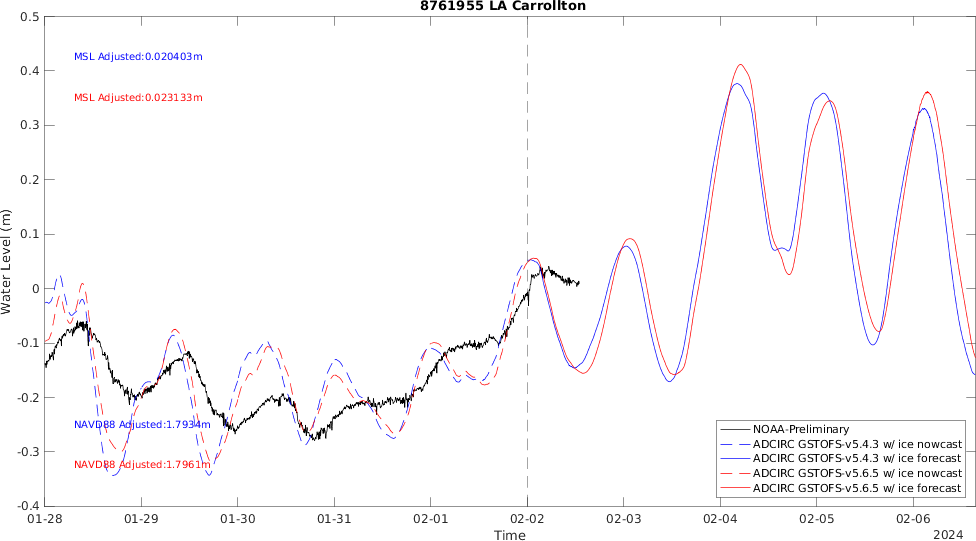 8761955 LA Carrollton
0.5
MSL Adjusted:0.020403m
0.4
MSL Adjusted:0.023133m
0.3
0.2
0.1
Water Level (m)
0
-0.1
-0.2
NAVD88 Adjusted:1.7934m
-0.3
NAVD88 Adjusted:1.7961m
-0.4
NOAA-Preliminary
ADCIRC GSTOFS-v5.4.3 w/ ice nowcast
ADCIRC GSTOFS-v5.4.3 w/ ice forecast
ADCIRC GSTOFS-v5.6.5 w/ ice nowcast
ADCIRC GSTOFS-v5.6.5 w/ ice forecast
01-28 01-29 01-30 01-31 02-01 02-02 02-03 02-04 02-05 02-06
Time
2024